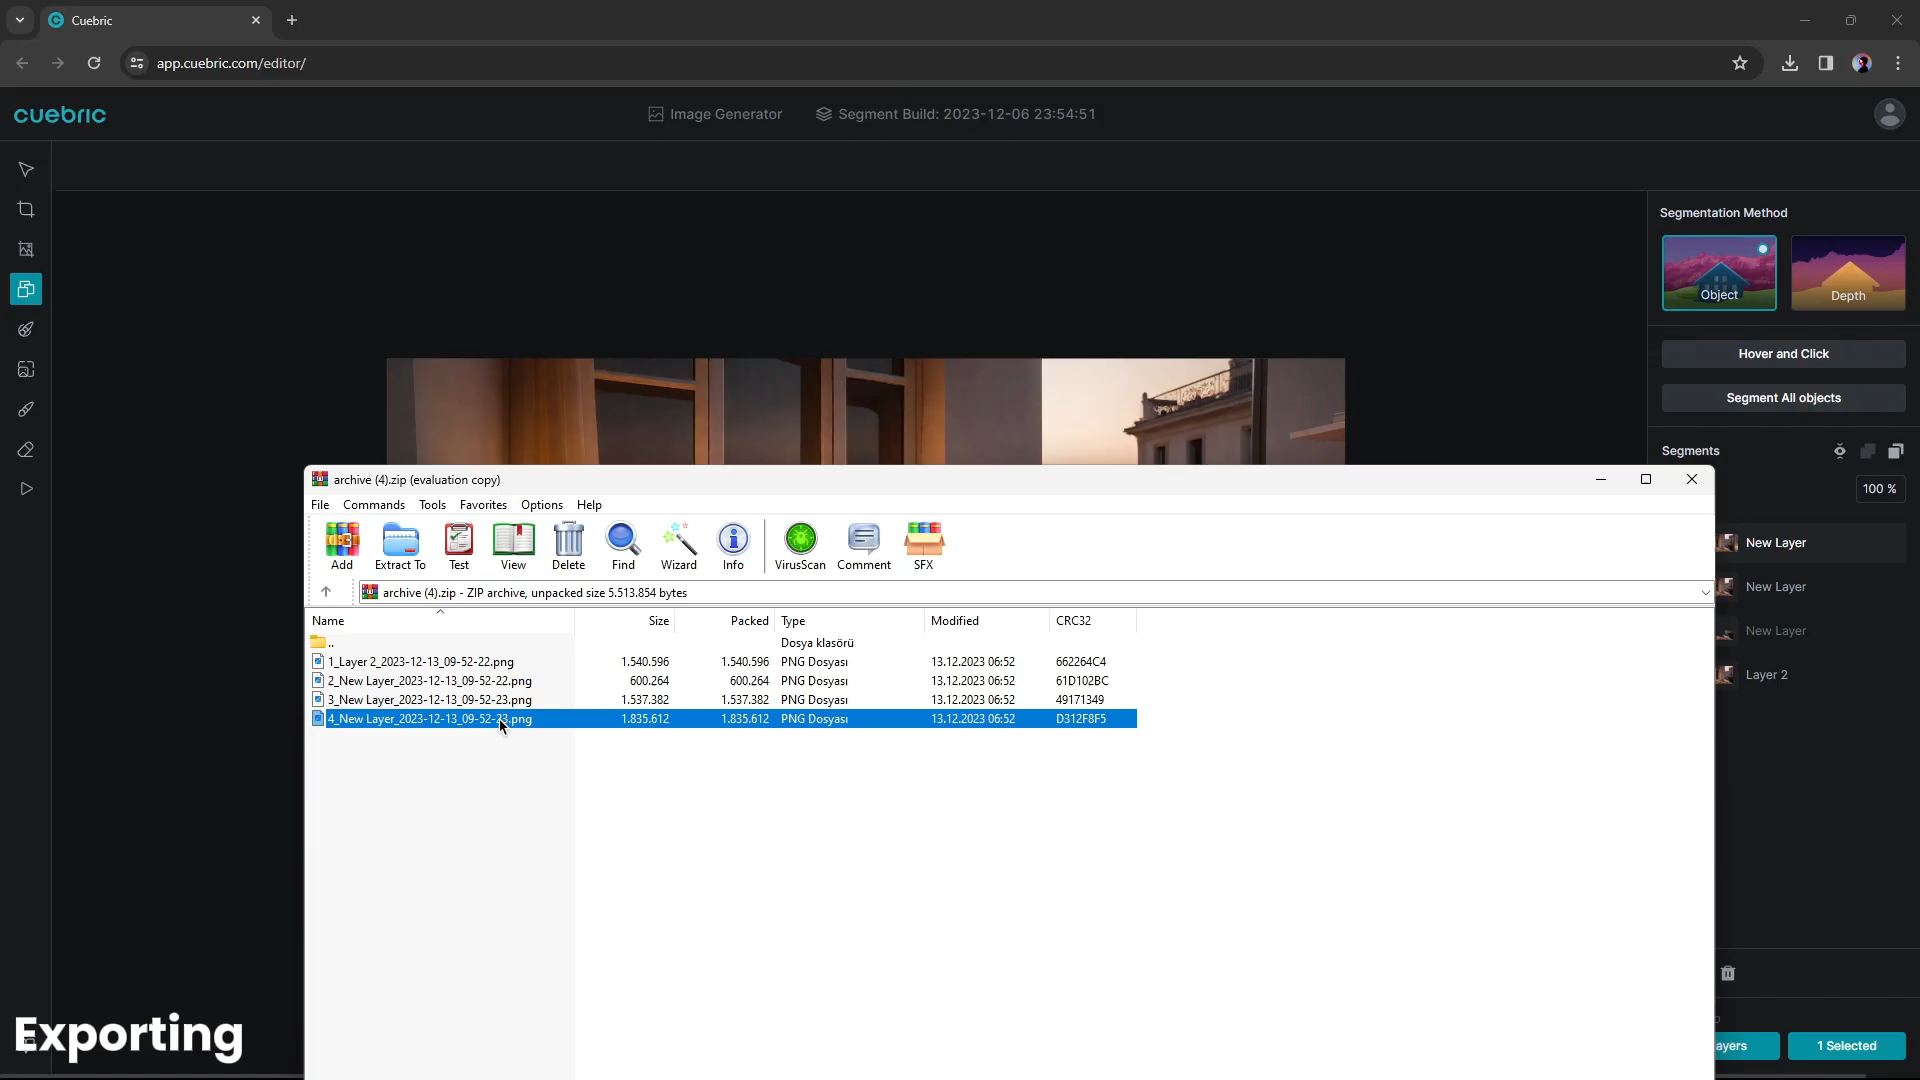 Cuebric
app.cuebric.com/editor/
cuebric
Image Generator
Segment Build: 2023-12-06 23:54:51
Segmentation Method
Object
Depth
Hover and Click
Segment All objects
Segments
100 %
New Layer
New Layer
New Layer
Layer 2
archive (4).zip (evaluation copy)
File Commands Tools Favorites Options Help
Add Extract To Test View Delete Find Wizard Info VirusScan Comment SFX
archive (4).zip - ZIP archive, unpacked size 5.513.854 bytes
Name Size Packed Type Modified CRC32
.. Dosya klasörü
1_Layer 2_2023-12-13_09-52-22.png 1.540.596 1.540.596 PNG Dosyası 13.12.2023 06:52 662264C4
2_New Layer_2023-12-13_09-52-22.png 600.264 600.264 PNG Dosyası 13.12.2023 06:52 61D102BC
3_New Layer_2023-12-13_09-52-23.png 1.537.382 1.537.382 PNG Dosyası 13.12.2023 06:52 49171349
4_New Layer_2023-12-13_09-52-23.png 1.835.612 1.835.612 PNG Dosyası 13.12.2023 06:52 D312F8F5
ayers
1 Selected
Exporting